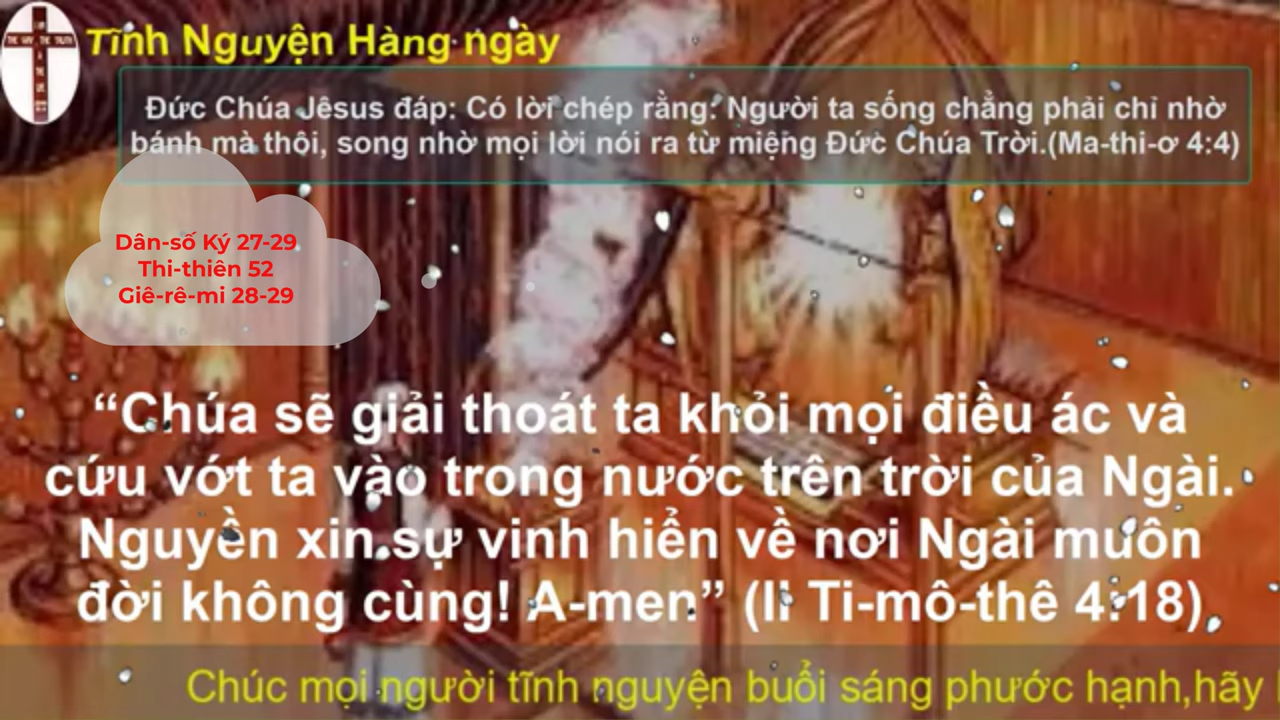 THE WAY THE TRUTH
Tĩnh Nguyện Hàng ngày
Đức Chúa Jêsus đáp: Có lời chép rằng: Người ta sống chẳng phải chỉ nhờ
bánh mà thôi, song nhờ mọi lời nói ra từ miệng Đức Chúa Trời.(Ma-thi-ơ 4:4)
Dân-số Ký 27-29
Thi-thiên 52
Giê-rê-mi 28-29
“Chúa sẽ giải thoát ta khỏi mọi điều ác và
cứu vớt ta vào trong nước trên trời của Ngài.
Nguyền xin sự vinh hiển về nơi Ngài muôn
đời không cùng! A-men” (Ii Ti-mô-thê 4:18)
Chúc mọi người tĩnh nguyện buổi sáng phước hạnh,hãy